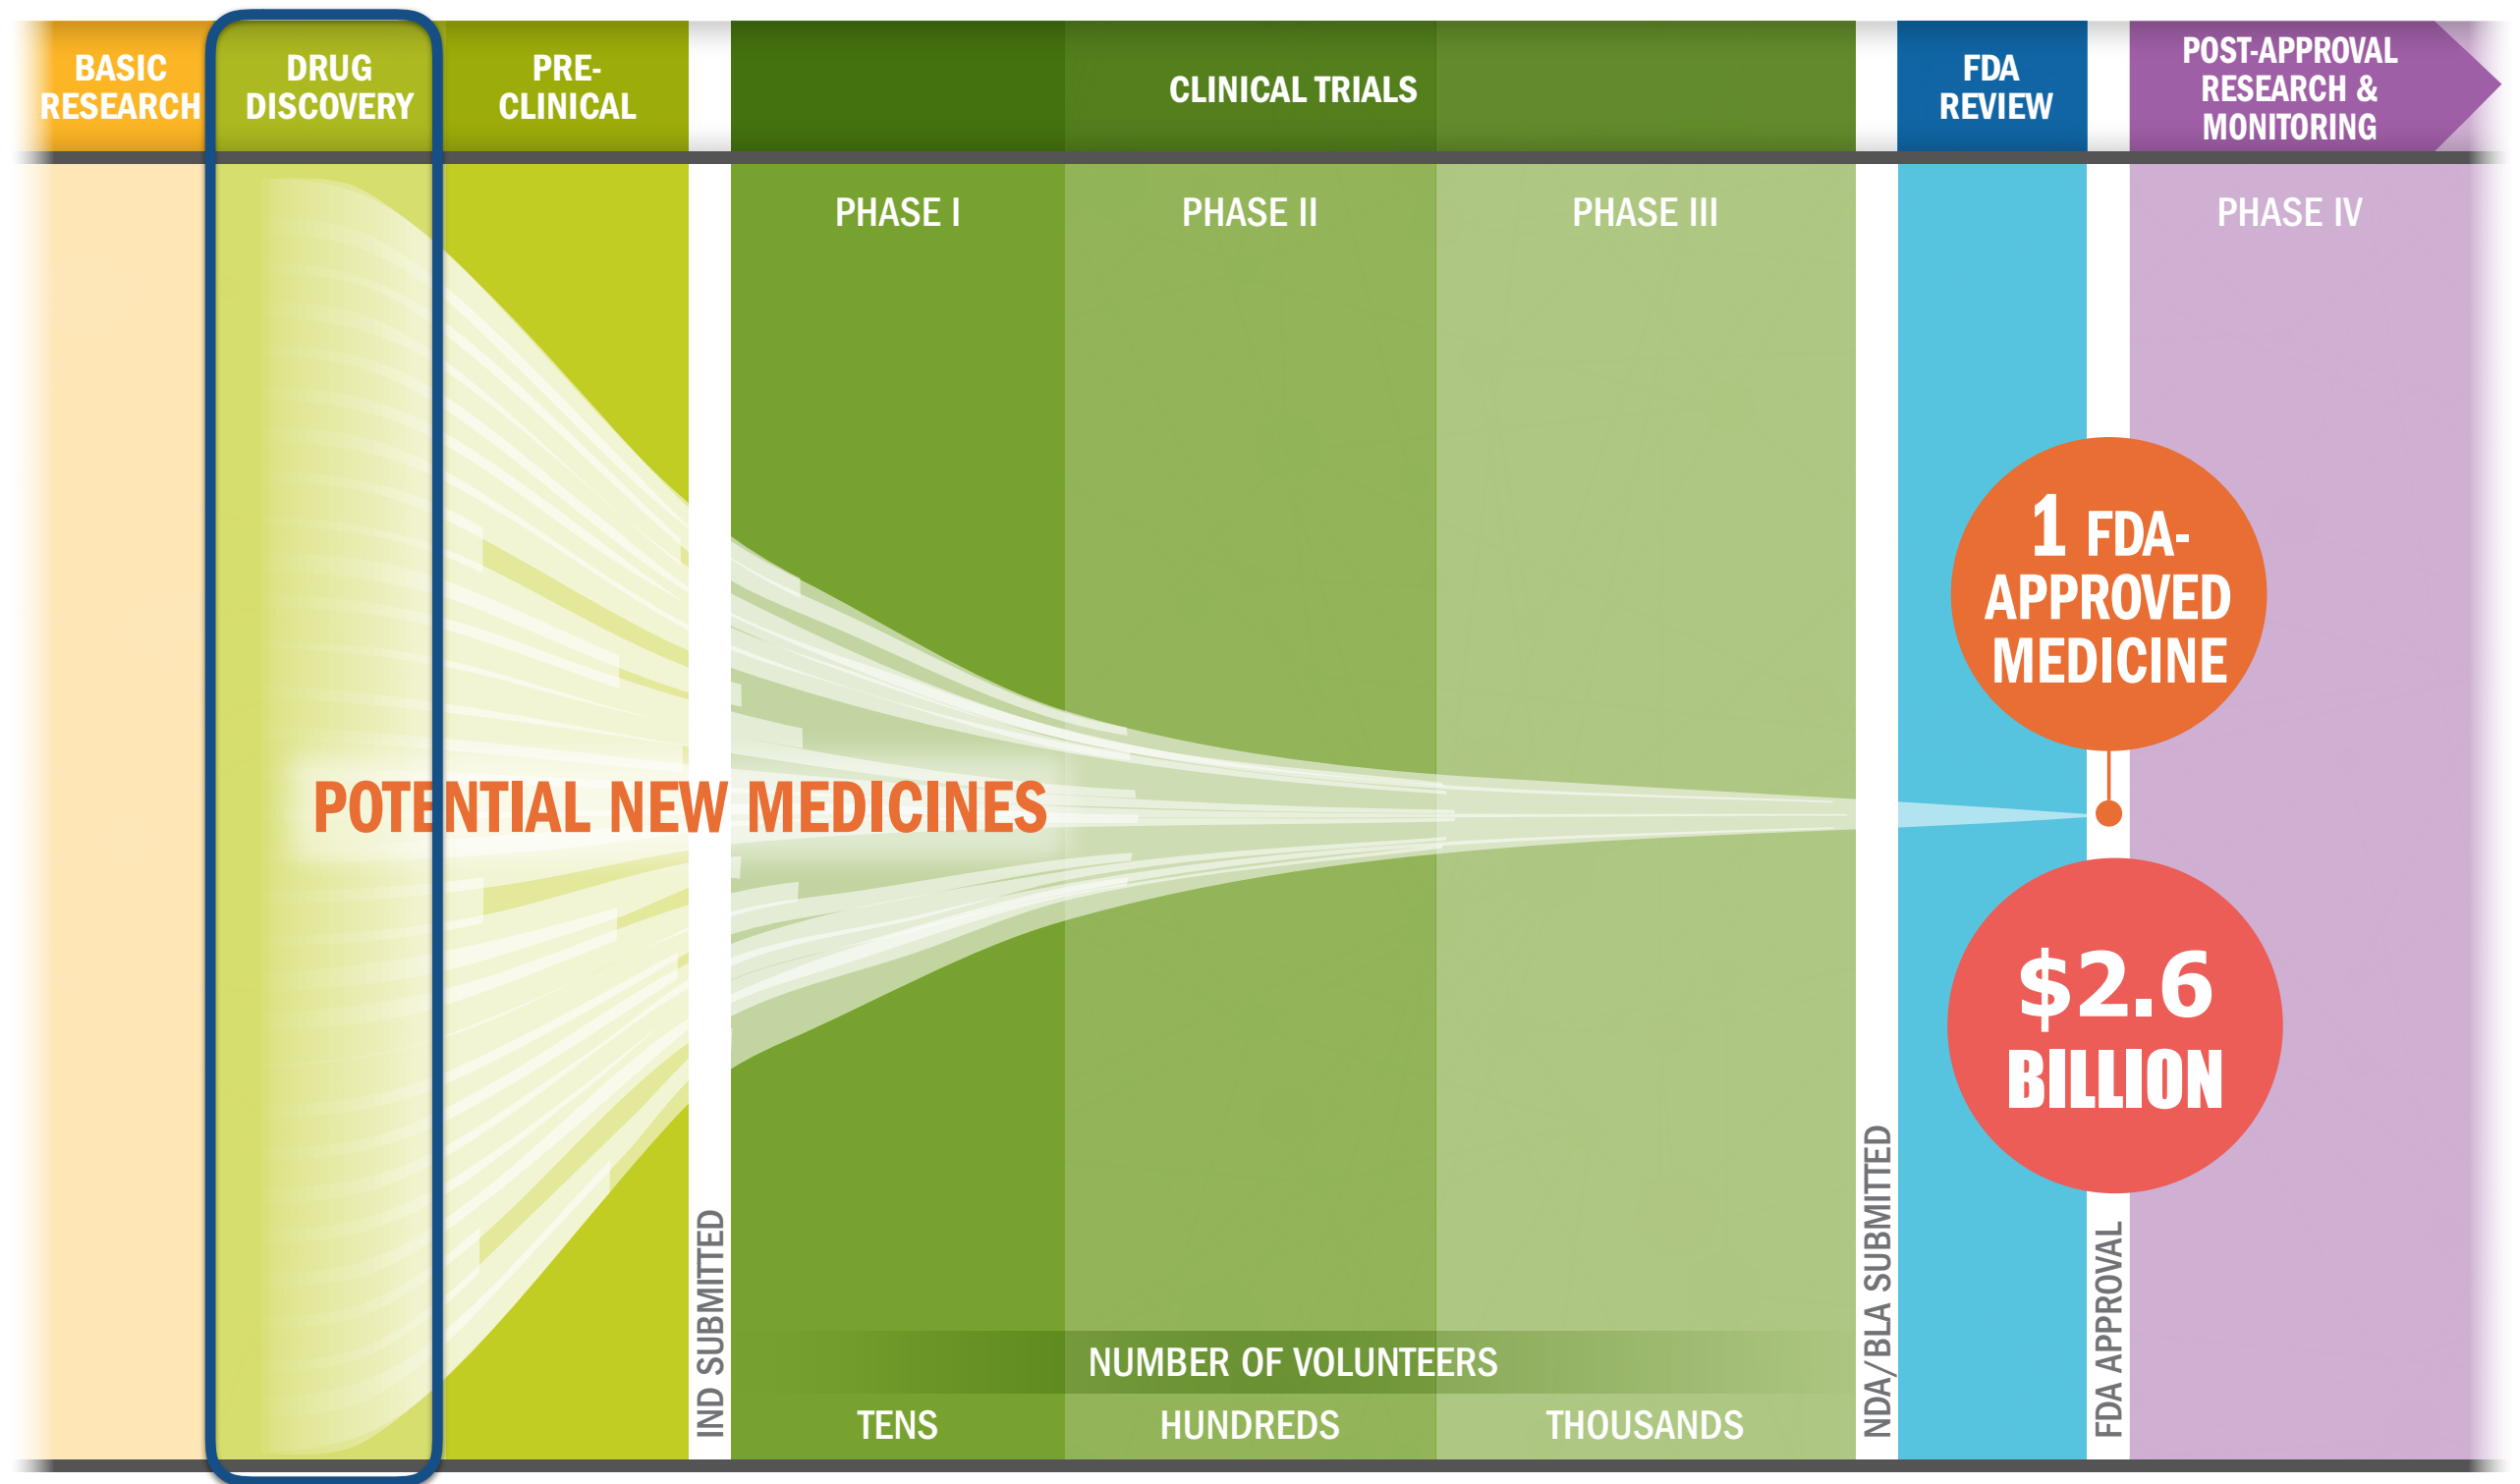 BASIC
RESEARCH
DRUG
DISCOVERY
PRE-
CLINICAL
CLINICAL TRIALS
FDA
REVIEW
POST-APPROVAL
RESEARCH &
MONITORING
PHASE I
PHASE II
PHASE III
PHASE IV
1 FDA-
APPROVED
MEDICINE
POTENTIAL NEW MEDICINES
$2.6
BILLION
IND SUBMITTED
NDA/BLA SUBMITTED
FDA APPROVAL
NUMBER OF VOLUNTEERS
TENS
HUNDREDS
THOUSANDS